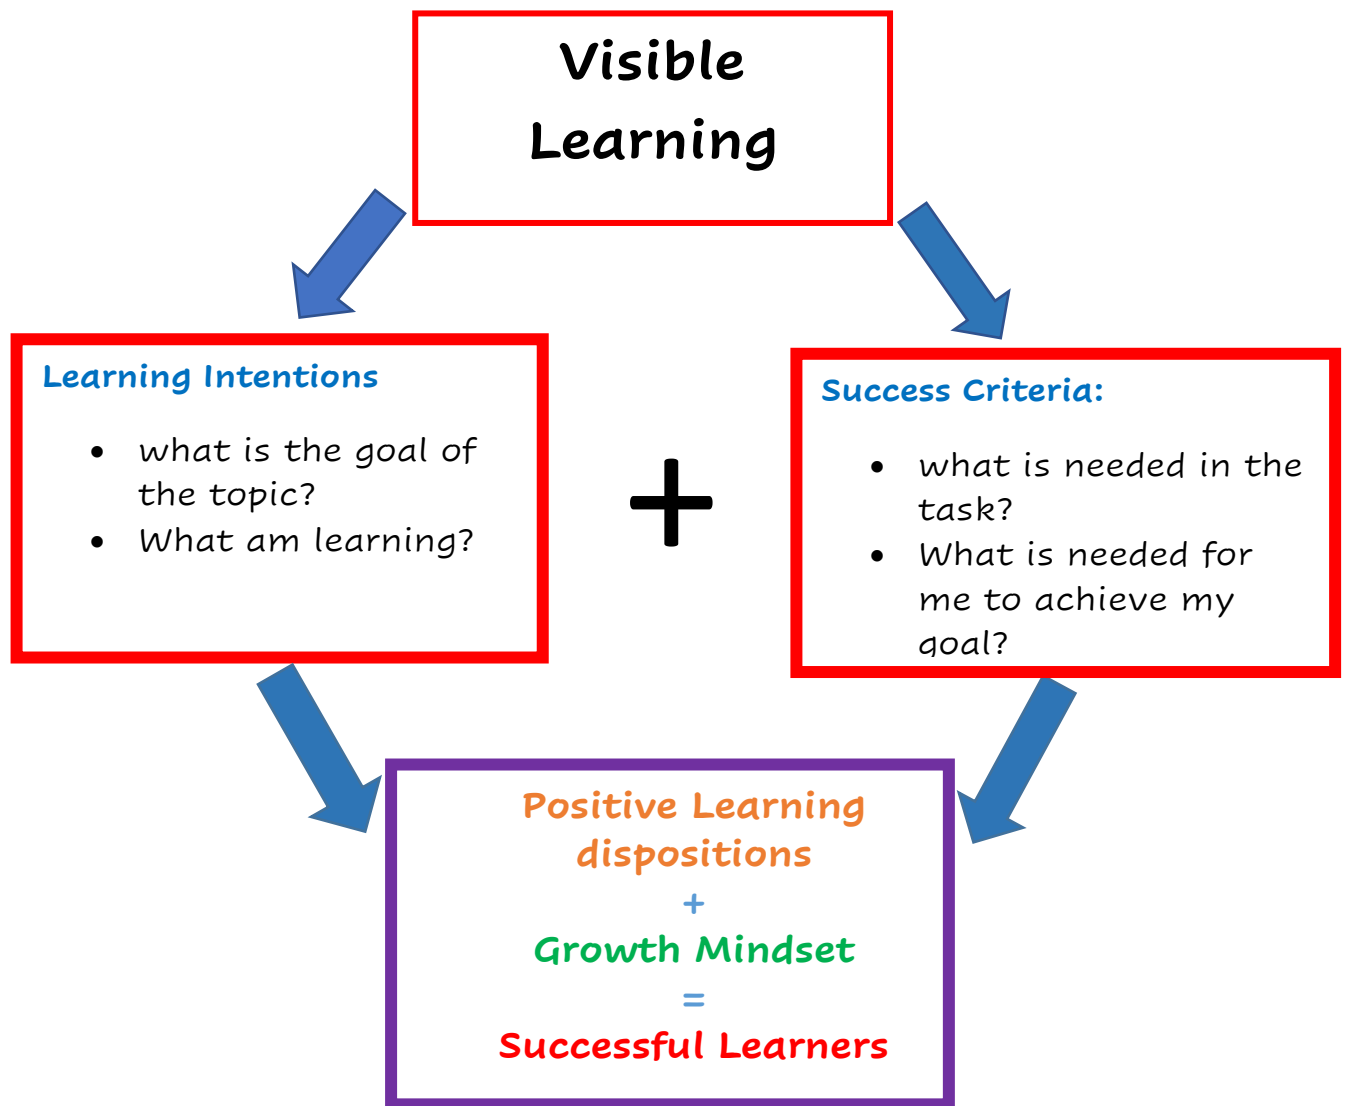 Visible
Learning
Learning Intentions
• what is the goal of
the topic?
• What am learning?
+
Success Criteria:
• what is needed in the
task?
• What is needed for
me to achieve my
goal?
Positive Learning
dispositions
+
Growth Mindset
=
Successful Learners